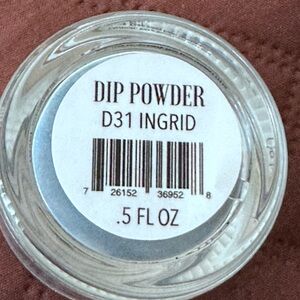 DIP POWDER
D31 INGRID
7 26152 36952 8
.5 FL OZ